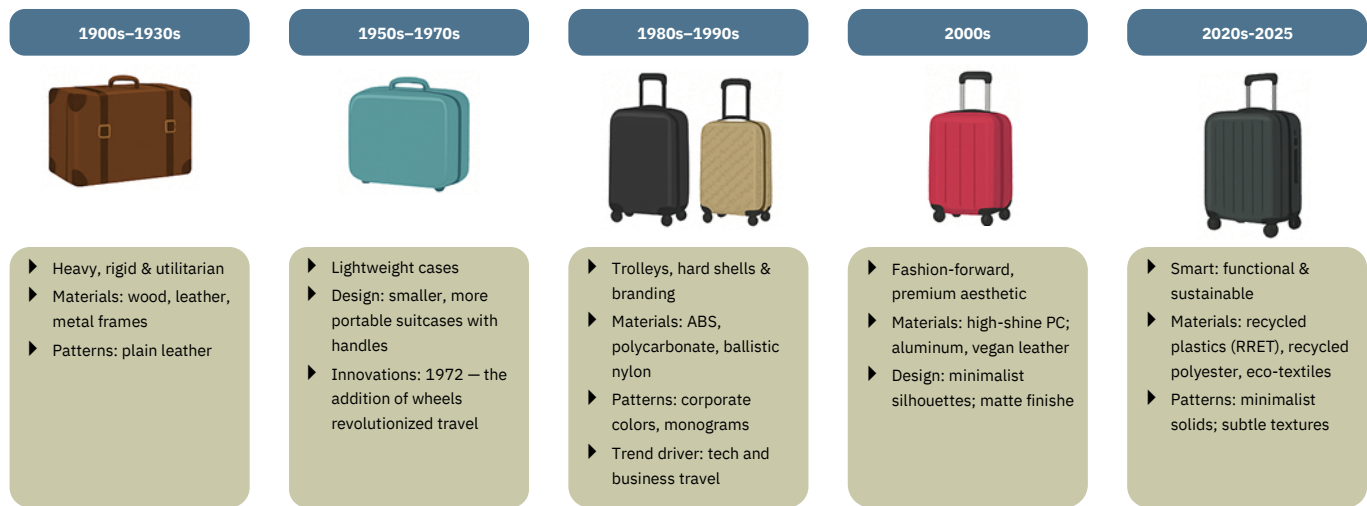 1900s–1930s
Heavy, rigid & utilitarian
Materials: wood, leather,
metal frames
Patterns: plain leather
1950s–1970s
Lightweight cases
Design: smaller, more
portable suitcases with
handles
Innovations: 1972 — the
addition of wheels
revolutionized travel
1980s–1990s
Trolleys, hard shells &
branding
Materials: ABS,
polycarbonate, ballistic
nylon
Patterns: corporate
colors, monograms
Trend driver: tech and
business travel
2000s
Fashion-forward,
premium aesthetic
Materials: high-shine PC;
aluminum, vegan leather
Design: minimalist
silhouettes; matte finishe
2020s-2025
Smart: functional &
sustainable
Materials: recycled
plastics (RRET), recycled
polyester, eco-textiles
Patterns: minimalist
solids; subtle textures